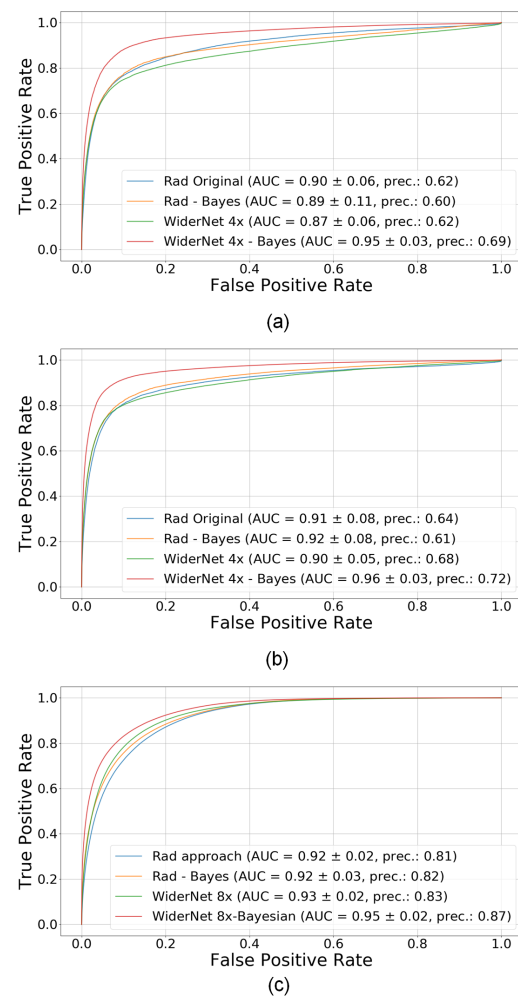 1.0
0.8
0.6
0.4
0.2
0.0
True Positive Rate
Rad Original (AUC = 0.90 ± 0.06, prec.: 0.62)
Rad - Bayes (AUC = 0.89 ± 0.11, prec.: 0.60)
WiderNet 4x (AUC = 0.87 ± 0.06, prec.: 0.62)
WiderNet 4x - Bayes (AUC = 0.95 ± 0.03, prec.: 0.69)
0.0 0.2 0.4 0.6 0.8 1.0
False Positive Rate
(a)
1.0
0.8
0.6
0.4
0.2
0.0
True Positive Rate
Rad Original (AUC = 0.91 ± 0.08, prec.: 0.64)
Rad - Bayes (AUC = 0.92 ± 0.08, prec.: 0.61)
WiderNet 4x (AUC = 0.90 ± 0.05, prec.: 0.68)
WiderNet 4x - Bayes (AUC = 0.96 ± 0.03, prec.: 0.72)
0.0 0.2 0.4 0.6 0.8 1.0
False Positive Rate
(b)
1.0
0.8
0.6
0.4
0.2
0.0
True Positive Rate
Rad approach (AUC = 0.92 ± 0.02, prec.: 0.81)
Rad - Bayes (AUC = 0.92 ± 0.03, prec.: 0.82)
WiderNet 8x (AUC = 0.93 ± 0.02, prec.: 0.83)
WiderNet 8x-Bayesian (AUC = 0.95 ± 0.02, prec.: 0.87)
0.0 0.2 0.4 0.6 0.8 1.0
False Positive Rate
(c)